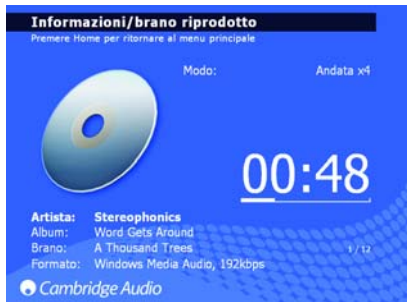 Informazioni/brano riprodotto
Premere Home per ritornare al menu principale
Modo: Andata x4
00:48
Artista: Stereophonics
Album: Word Gets Around
Brano: A Thousand Trees 1 / 12
Formato: Windows Media Audio, 192kbps
Cambridge Audio